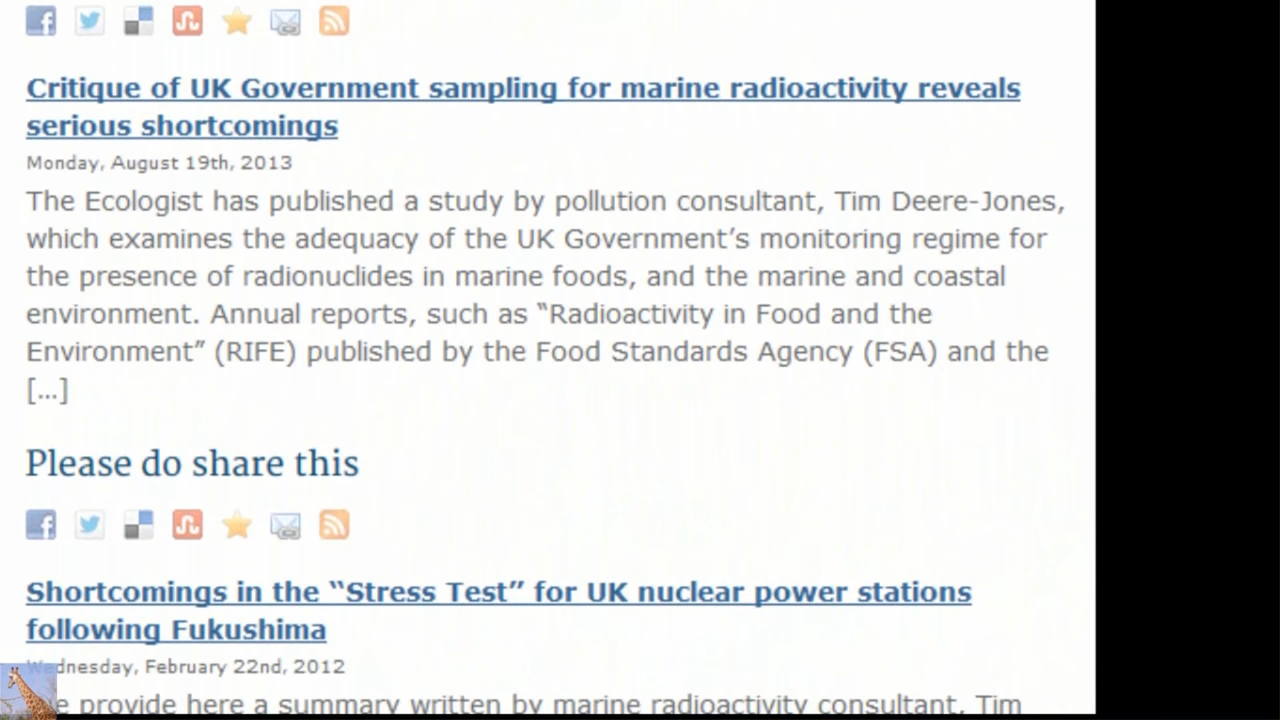 Critique of UK Government sampling for marine radioactivity reveals
serious shortcomings
Monday, August 19th, 2013
The Ecologist has published a study by pollution consultant, Tim Deere-Jones,
which examines the adequacy of the UK Government’s monitoring regime for
the presence of radionuclides in marine foods, and the marine and coastal
environment. Annual reports, such as “Radioactivity in Food and the
Environment” (RIFE) published by the Food Standards Agency (FSA) and the
[…]
Please do share this
Shortcomings in the “Stress Test” for UK nuclear power stations
following Fukushima
Wednesday, February 22nd, 2012
provide here a summary written by marine radioactivity consultant, Tim